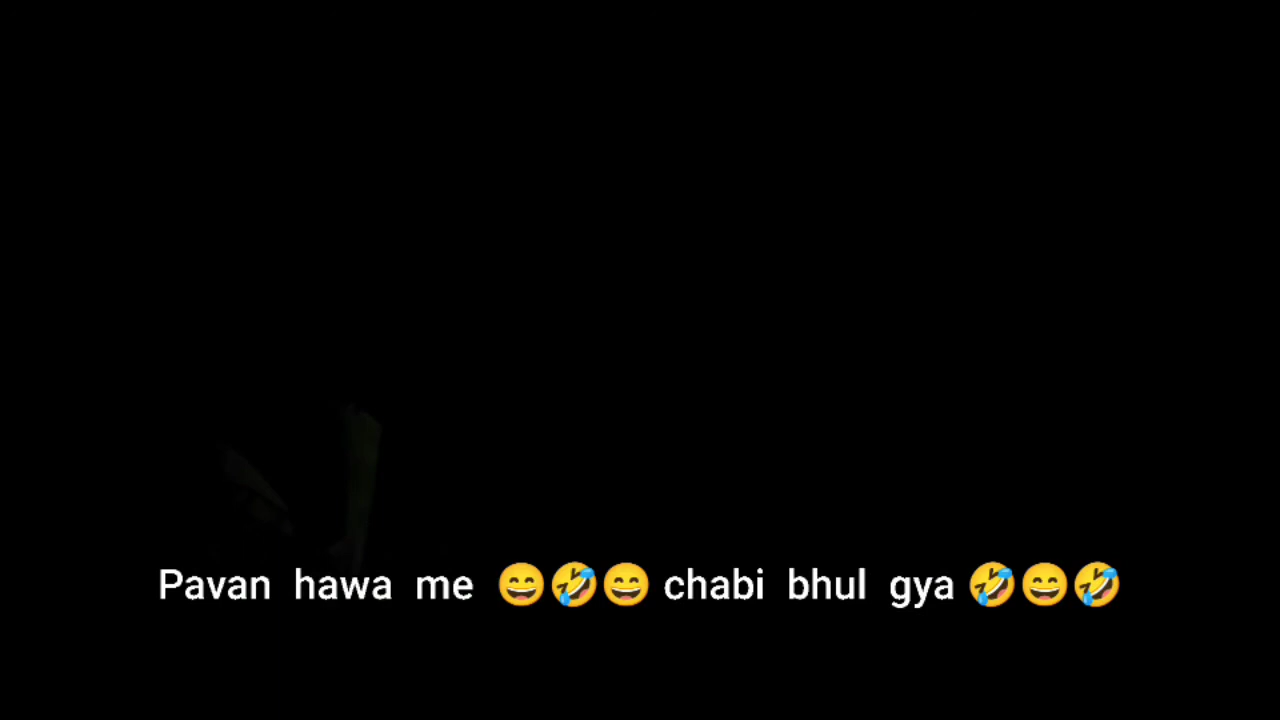 Pavan hawa me 😄🤣😄 chabi bhul gya 🤣😄🤣